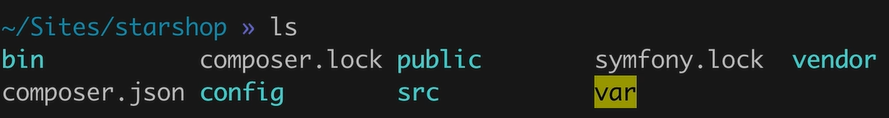 ~/Sites/starshop » ls
bin composer.lock public symfony.lock vendor
composer.json config src var